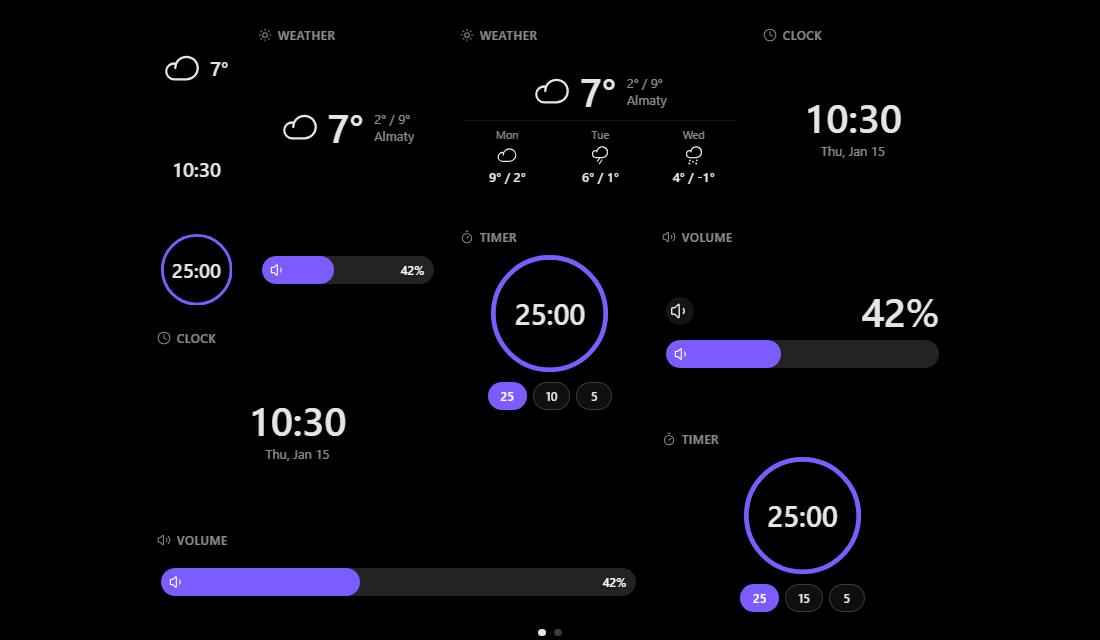 7°
10:30
25:00
WEATHER
7°
2° / 9°
Almaty
42%
WEATHER
7°
2° / 9°
Almaty
Mon
Tue
Wed
9° / 2°
6° / 1°
4° / -1°
CLOCK
10:30
Thu, Jan 15
TIMER
25:00
25
10
5
VOLUME
42%
CLOCK
10:30
Thu, Jan 15
TIMER
25:00
25
15
5
VOLUME
42%